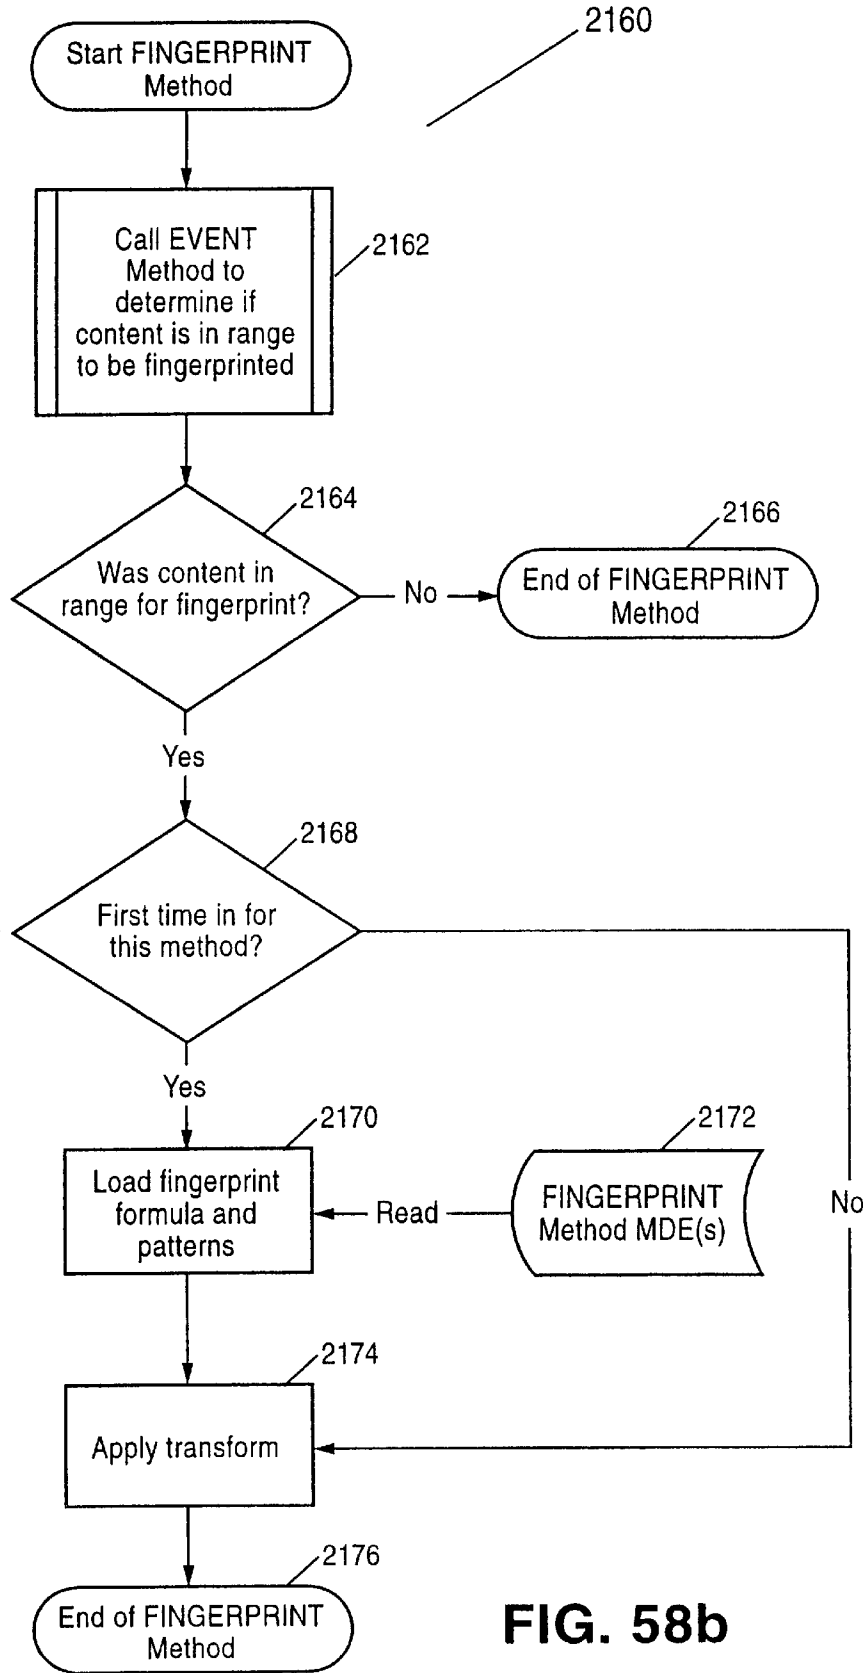 2160
Start FINGERPRINT
Method
Call EVENT
Method to
determine if
content is in range
to be fingerprinted
2162
2164
Was content in
range for fingerprint?
No
2166
End of FINGERPRINT
Method
Yes
2168
First time in for
this method?
Yes
2170
Load fingerprint
formula and
patterns
Read
2172
FINGERPRINT
Method MDE(s)
No
2174
Apply transform
2176
End of FINGERPRINT
Method
FIG. 58b